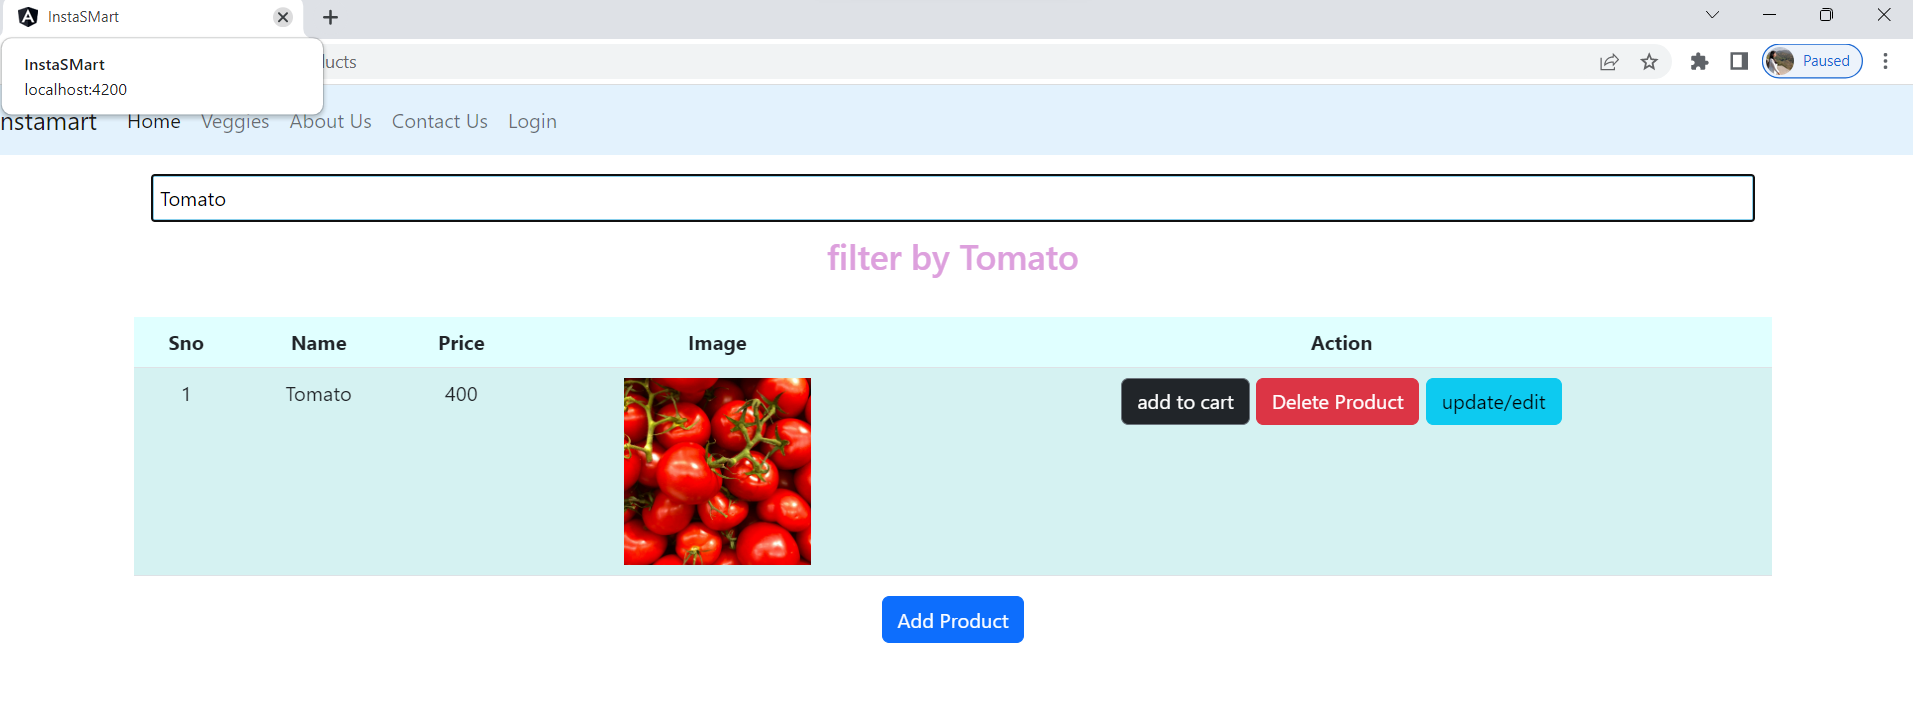 InstaSMart
InstaSMart
localhost:4200
ucts
Paused
nstamart Home Veggies About Us Contact Us Login
Tomato
filter by Tomato
Sno Name Price Image Action
1 Tomato 400 add to cart Delete Product update/edit
Add Product